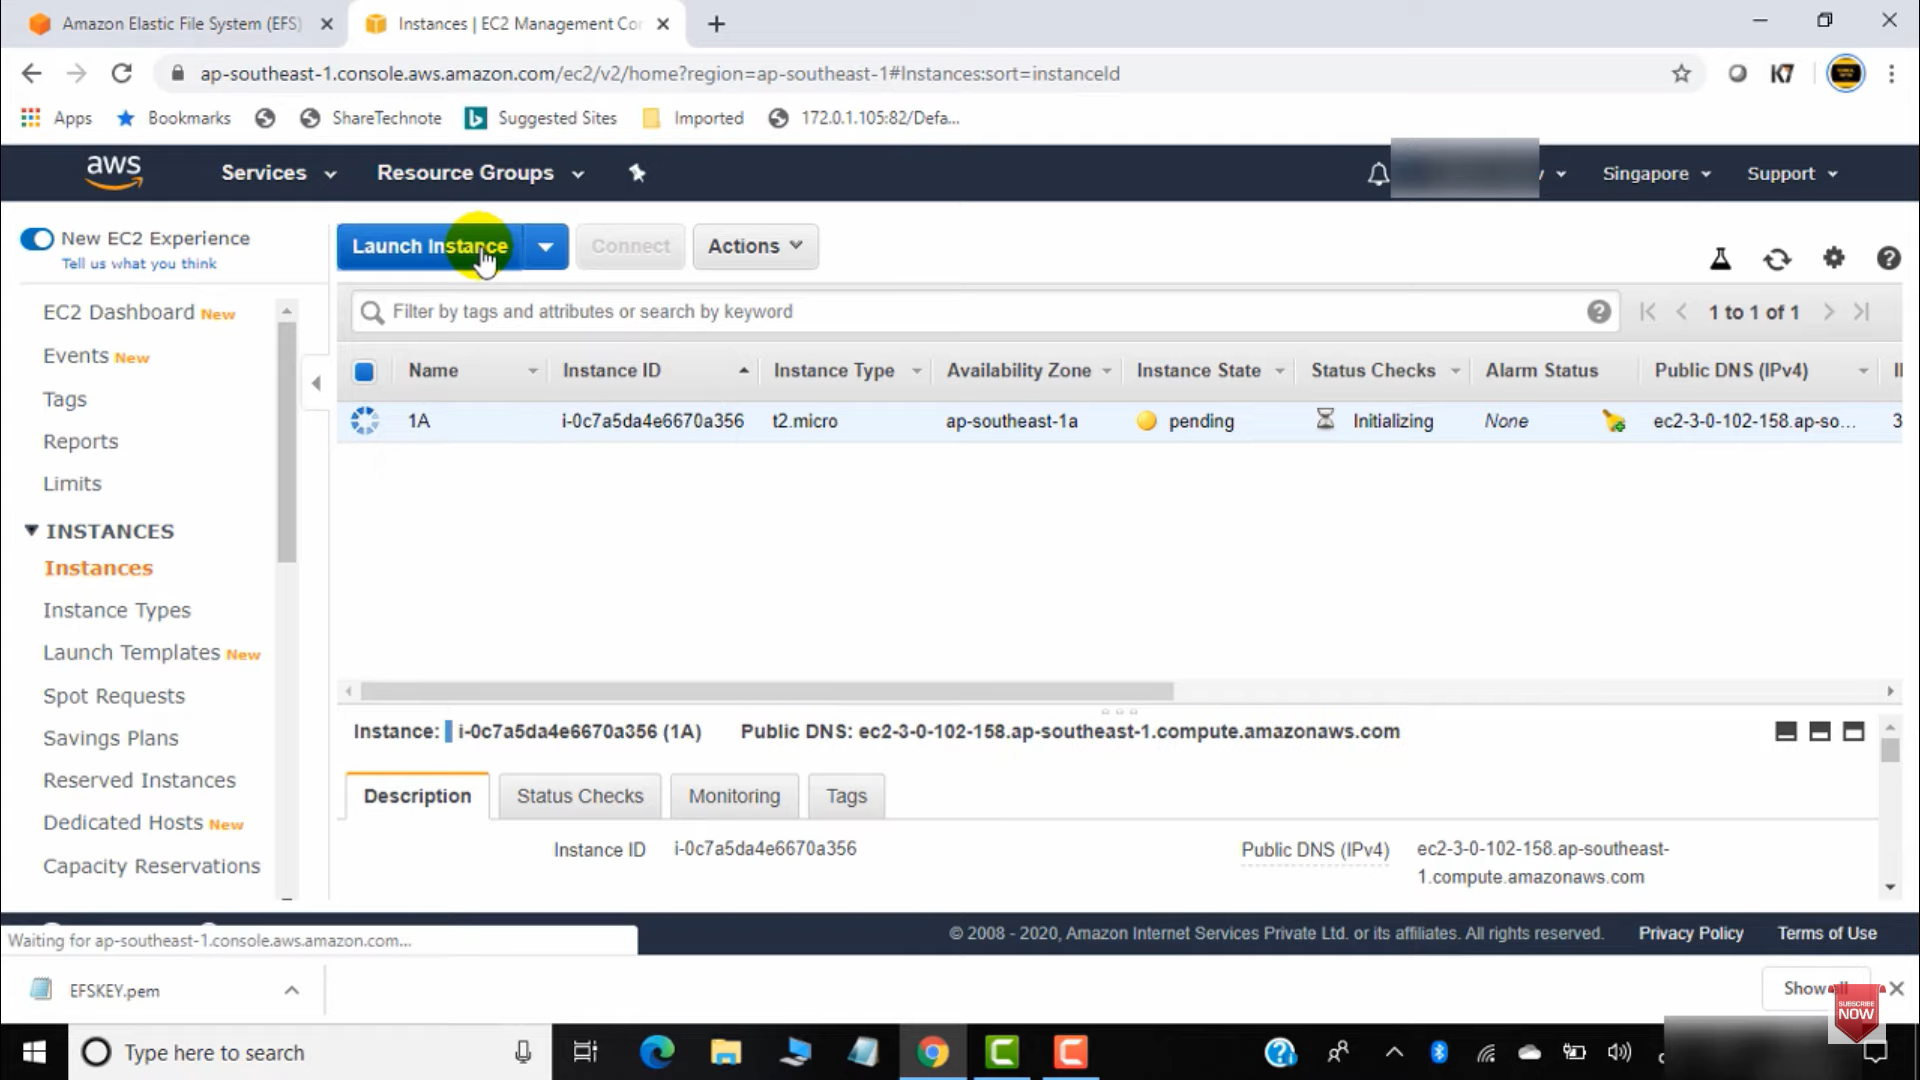 Amazon Elastic File System (EFS)
Instances | EC2 Management Con
ap-southeast-1.console.aws.amazon.com/ec2/v2/home?region=ap-southeast-1#Instances:sort=instanceId
K7
Apps
Bookmarks
ShareTechnote
Suggested Sites
Imported
172.0.1.105:82/Defa...
aws
Services
Resource Groups
Singapore
Support
New EC2 Experience
Tell us what you think
Launch Instance
Connect
Actions
EC2 Dashboard New
Events New
Tags
Reports
Limits
INSTANCES
Instances
Instance Types
Launch Templates New
Spot Requests
Savings Plans
Reserved Instances
Dedicated Hosts New
Capacity Reservations
Filter by tags and attributes or search by keyword
1 to 1 of 1
Name Instance ID Instance Type Availability Zone Instance State Status Checks Alarm Status Public DNS (IPv4)
1A i-0c7a5da4e6670a356 t2.micro ap-southeast-1a pending Initializing None ec2-3-0-102-158.ap-so... 3
Instance: i-0c7a5da4e6670a356 (1A) Public DNS: ec2-3-0-102-158.ap-southeast-1.compute.amazonaws.com
Description
Status Checks
Monitoring
Tags
Instance ID i-0c7a5da4e6670a356
Public DNS (IPv4) ec2-3-0-102-158.ap-southeast-
1.compute.amazonaws.com
Waiting for ap-southeast-1.console.aws.amazon.com...
© 2008 - 2020, Amazon Internet Services Private Ltd. or its affiliates. All rights reserved.
Privacy Policy
Terms of Use
EFSKEY.pem
Show all
SUBSCRIBE
NOW
Type here to search